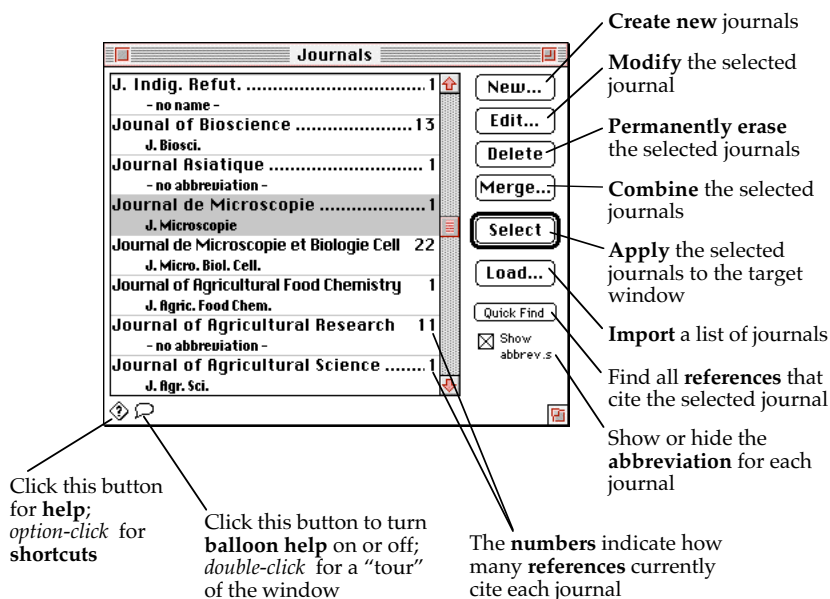 Journals
J. Indig. Refut. ................................ 1
- no name -
Jounal of Bioscience .....................13
J. Biosci.
Journal Asiatique ............................ 1
- no abbreviation -
Journal de Microscopie ...................1
J. Microscopie
Journal de Microscopie et Biologie Cell 22
J. Micro. Biol. Cell.
Journal of Agricultural Food Chemistry 1
J. Agric. Food Chem.
Journal of Agricultural Research 11
- no abbreviation -
Journal of Agricultural Science ....... 1
J. Agr. Sci.
New...
Edit...
Delete
Merge...
Select
Load...
Quick Find
Show
abbrev.s
Create new journals
Modify the selected
journal
Permanently erase
the selected journals
Combine the selected
journals
Apply the selected
journals to the target
window
Import a list of journals
Find all references that
cite the selected journal
Show or hide the
abbreviation for each
journal
Click this button
for help;
option-click for
shortcuts
Click this button to turn
balloon help on or off;
double-click for a “tour”
of the window
The numbers indicate how
many references currently
cite each journal